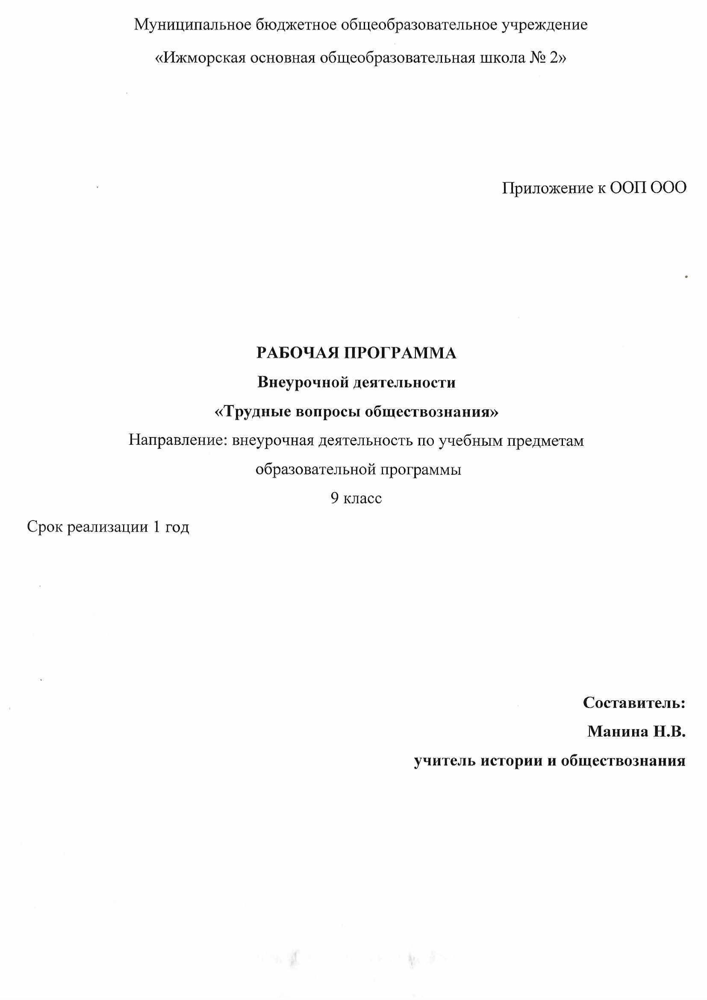 Муниципальное бюджетное общеобразовательное учреждение
«Ижморская основная общеобразовательная школа № 2»
Приложение к ООП ООО
РАБОЧАЯ ПРОГРАММА
Внеурочной деятельности
«Трудные вопросы обществознания»
Направление: внеурочная деятельность по учебным предметам
образовательной программы
9 класс
Срок реализации 1 год
Составитель:
Манина Н.В.
учитель истории и обществознания